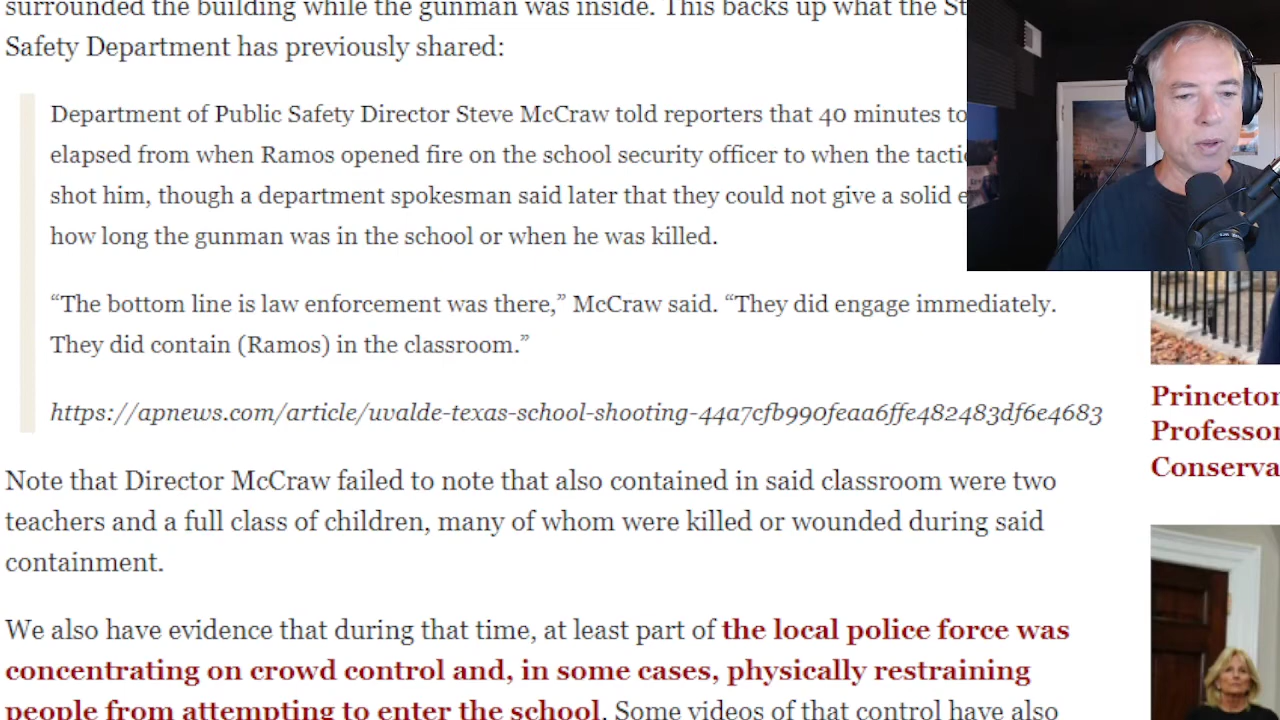 surrounded the building while the gunman was inside. This backs up what the
Safety Department has previously shared:
Department of Public Safety Director Steve McCraw told reporters that 40 minutes to
elapsed from when Ramos opened fire on the school security officer to when the
shot him, though a department spokesman said later that they could not give a solid
how long the gunman was in the school or when he was killed.
“The bottom line is law enforcement was there,” McCraw said. “They did engage immediately.
They did contain (Ramos) in the classroom.”
https://apnews.com/article/uvalde-texas-school-shooting-44a7cfb990feaa6ffe482483df6e4683
Note that Director McCraw failed to note that also contained in said classroom were two
teachers and a full class of children, many of whom were killed or wounded during said
containment.
We also have evidence that during that time, at least part of the local police force was
concentrating on crowd control and, in some cases, physically restraining
people from attempting to enter the school. Some videos of that control have also
Princeton
Professor
Conserva